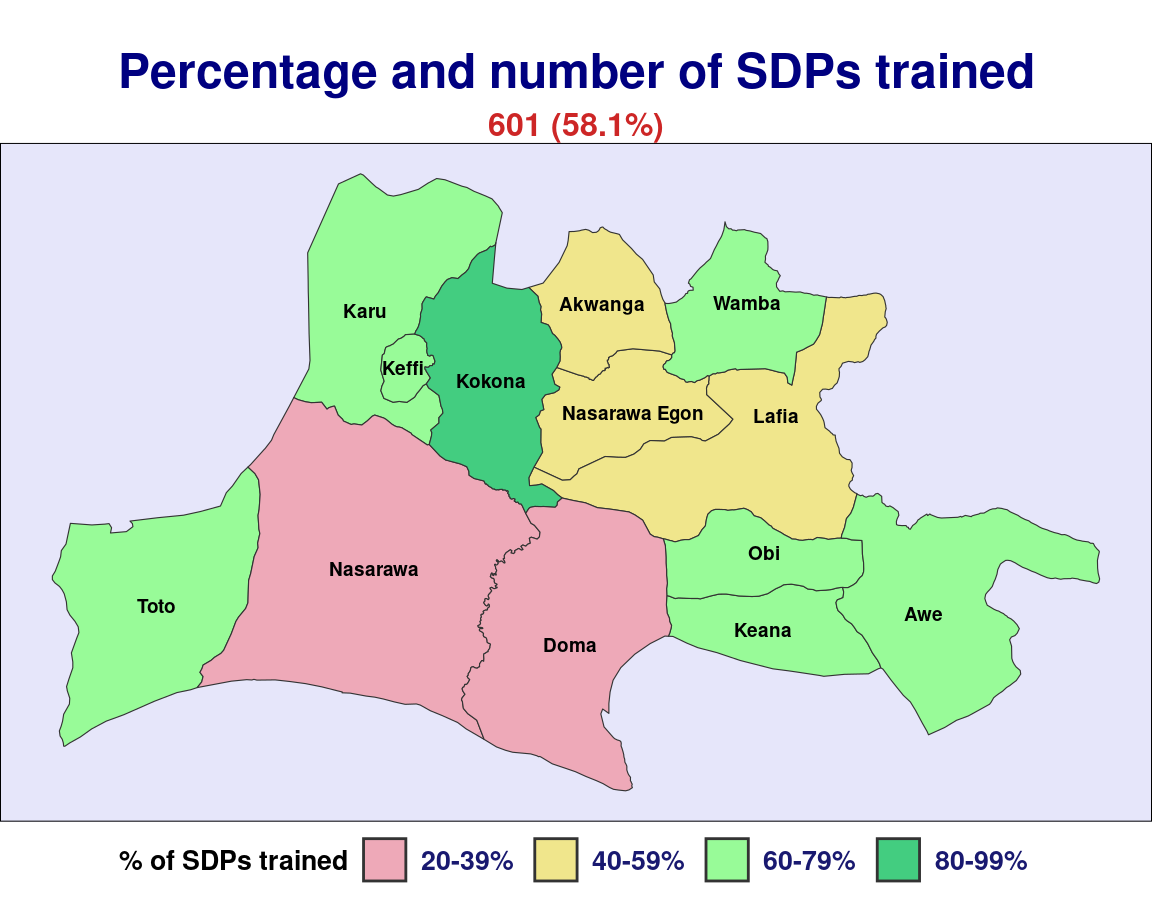 Percentage and number of SDPs trained
601 (58.1%)
Karu
Akwanga
Wamba
Keffi
Kokona
Nasarawa Egon
Lafia
Obi
Nasarawa
Toto
Awe
Keana
Doma
% of SDPs trained 20-39% 40-59% 60-79% 80-99%